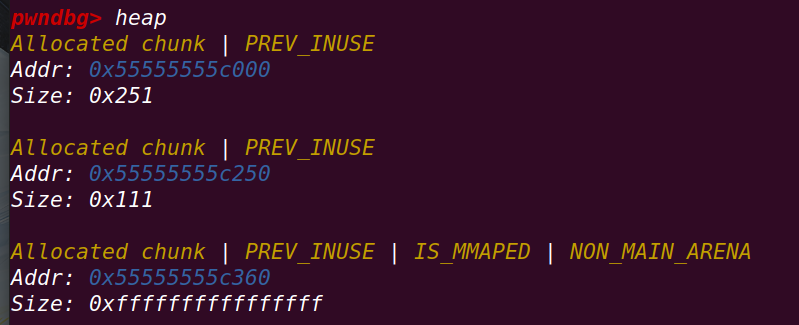 pwndbg> heap
Allocated chunk | PREV_INUSE
Addr: 0x55555555c000
Size: 0x251
Allocated chunk | PREV_INUSE
Addr: 0x55555555c250
Size: 0x111
Allocated chunk | PREV_INUSE | IS_MMAPED | NON_MAIN_ARENA
Addr: 0x55555555c360
Size: 0xffffffffffffffff